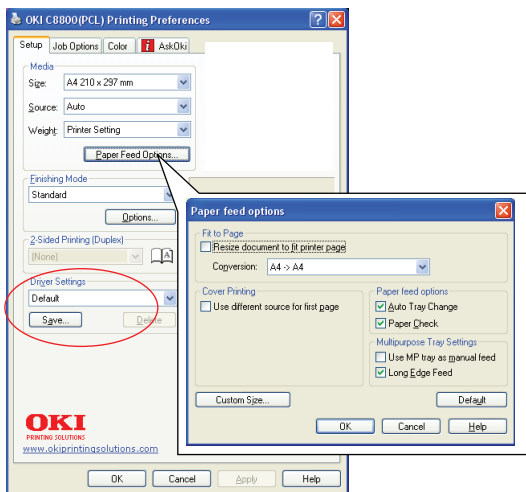 OKI C8800(PCL) Printing Preferences
Setup Job Options Color AskOki
Media
Size: A4 210 x 297 mm
Source: Auto
Weight: Printer Setting
Paper Feed Options...
Finishing Mode
Standard
Options...
2-Sided Printing (Duplex)
(None)
Driver Settings
Default
Save... Delete
OKI
PRINTING SOLUTIONS
www.okiprintingsolutions.com
OK Cancel Apply Help
Paper feed options
Fit to Page
Resize document to fit printer page
Conversion: A4 -> A4
Cover Printing
Use different source for first page
Paper feed options
Auto Tray Change
Paper Check
Multipurpose Tray Settings
Use MP tray as manual feed
Long Edge Feed
Custom Size... Default
OK Cancel Help